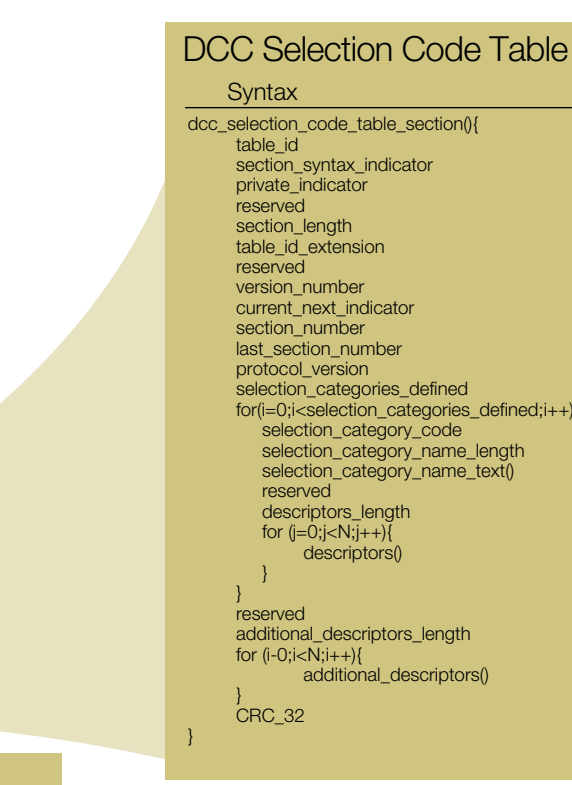 DCC Selection Code Table
Syntax
dcc_selection_code_table_section(){
table_id
section_syntax_indicator
private_indicator
reserved
section_length
table_id_extension
reserved
version_number
current_next_indicator
section_number
last_section_number
protocol_version
selection_categories_defined
for(i=0;i<selection_categories_defined;i++)
selection_category_code
selection_category_name_length
selection_category_name_text()
reserved
descriptors_length
for (j=0;j<N;j++){
descriptors()
}
}
reserved
additional_descriptors_length
for (i-0;i<N;i++){
additional_descriptors()
}
CRC_32
}